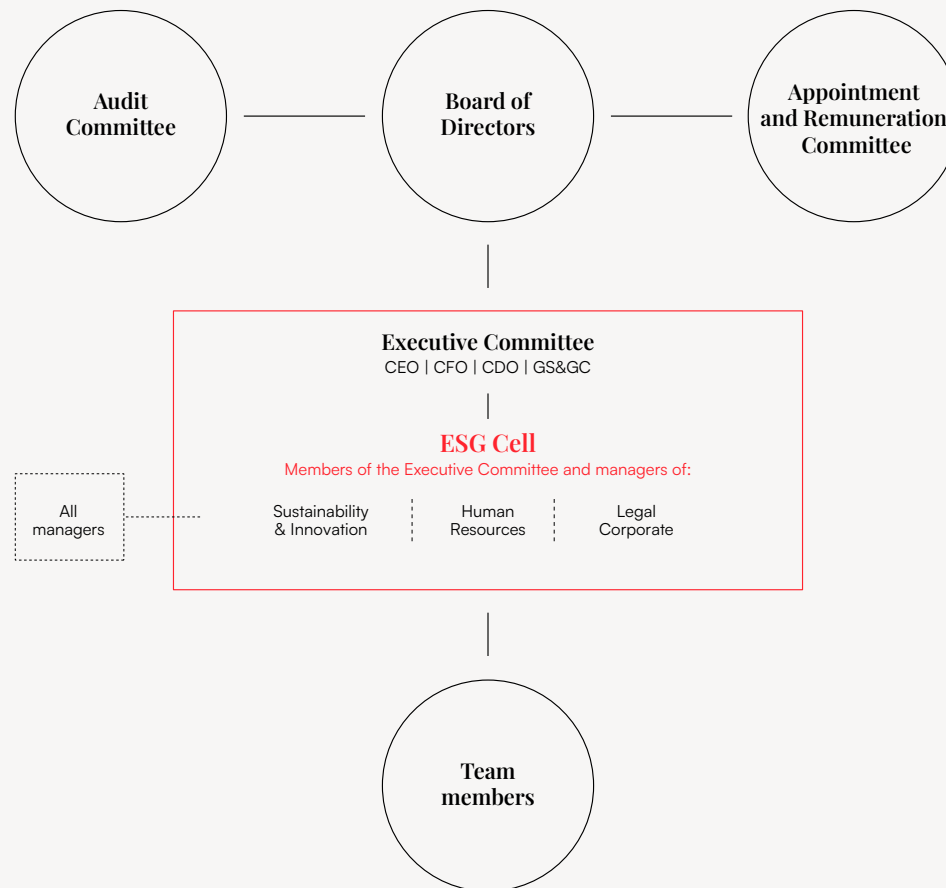 Audit
Committee
Board of
Directors
Appointment
and Remuneration
Committee
Executive Committee
CEO | CFO | CDO | GS&GC
ESG Cell
Members of the Executive Committee and managers of:
All
managers
Sustainability
& Innovation
Human
Resources
Legal
Corporate
Team
members